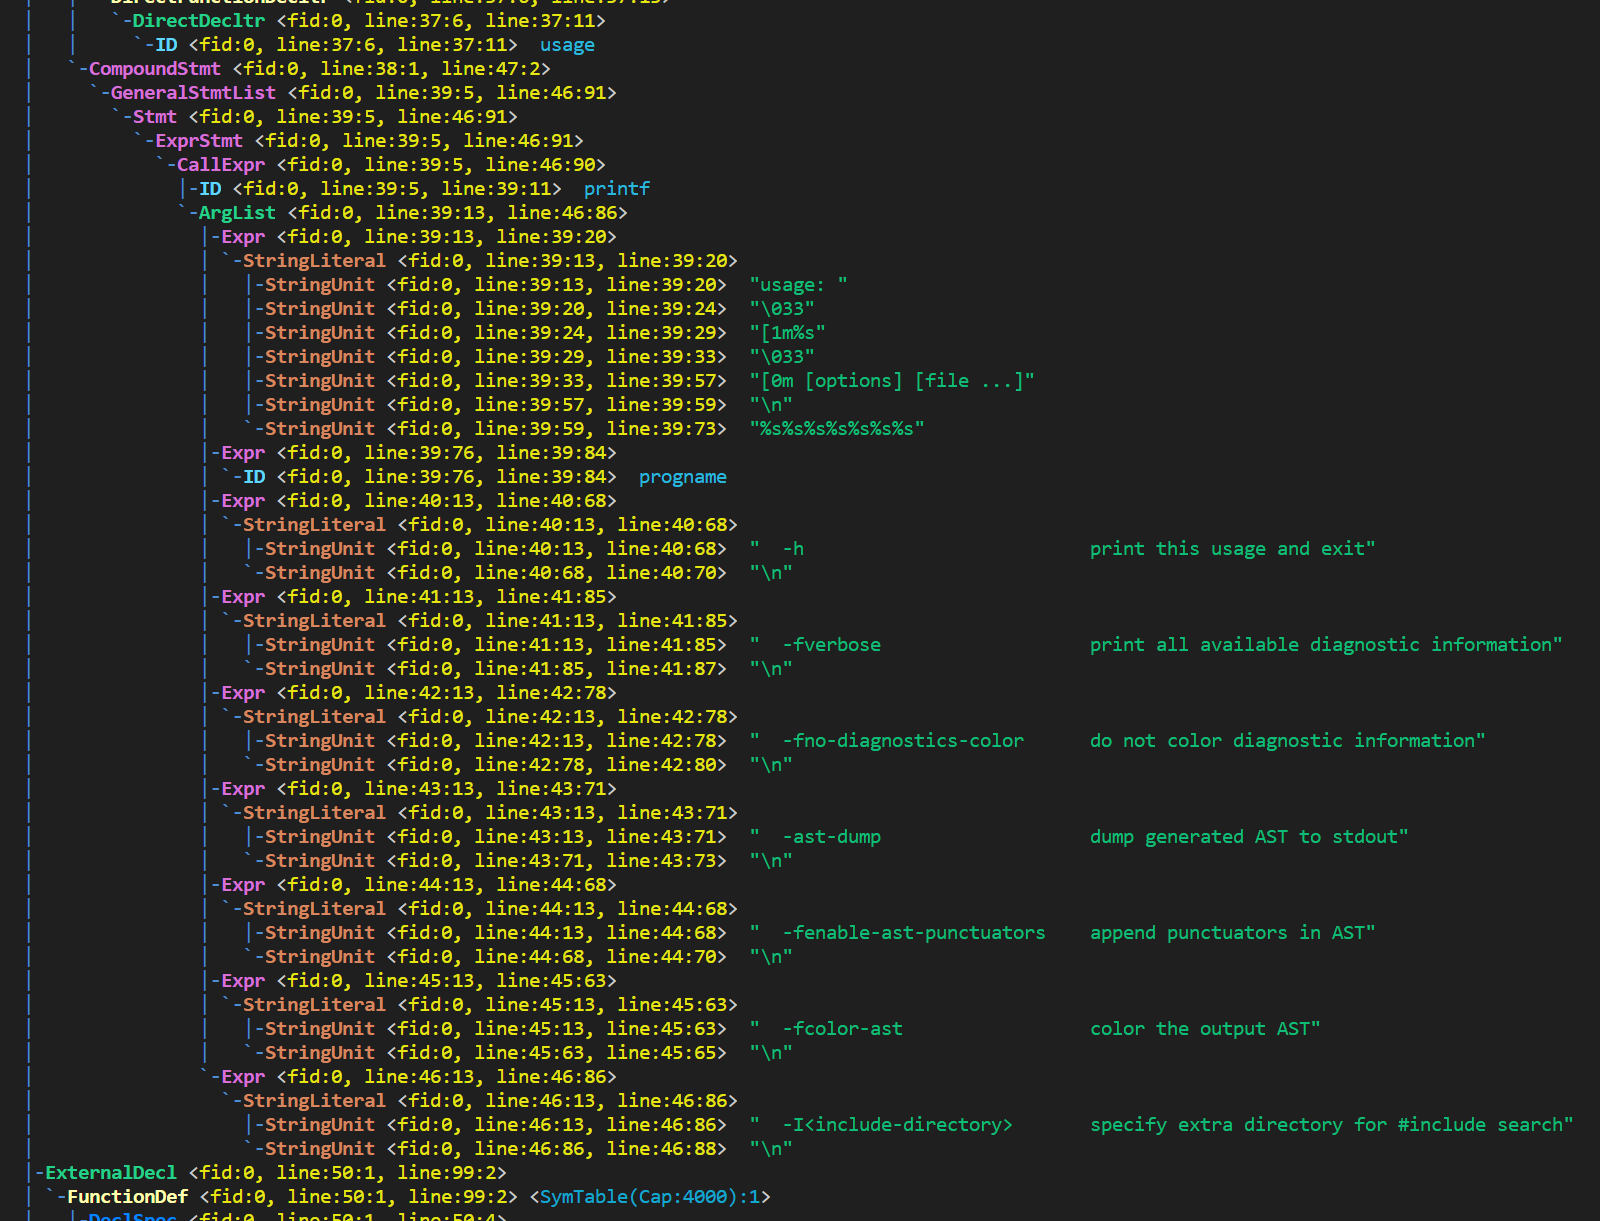 |   |   `-DirectFunctionDecltr <fid:0, line:37:6, line:37:13>
|   |   `-DirectDecltr <fid:0, line:37:6, line:37:11>
|   |     `-ID <fid:0, line:37:6, line:37:11>  usage
|   `-CompoundStmt <fid:0, line:38:1, line:47:2>
|     `-GeneralStmtList <fid:0, line:39:5, line:46:91>
|       `-Stmt <fid:0, line:39:5, line:46:91>
|         `-ExprStmt <fid:0, line:39:5, line:46:91>
|           `-CallExpr <fid:0, line:39:5, line:46:90>
|             |-ID <fid:0, line:39:5, line:39:11>  printf
|             `-ArgList <fid:0, line:39:13, line:46:86>
|               |-Expr <fid:0, line:39:13, line:39:20>
|               | `-StringLiteral <fid:0, line:39:13, line:39:20>
|               |   |-StringUnit <fid:0, line:39:13, line:39:20>  "usage: "
|               |   |-StringUnit <fid:0, line:39:20, line:39:24>  "\033"
|               |   |-StringUnit <fid:0, line:39:24, line:39:29>  "[1m%s"
|               |   |-StringUnit <fid:0, line:39:29, line:39:33>  "\033"
|               |   |-StringUnit <fid:0, line:39:33, line:39:57>  "[0m [options] [file ...]"
|               |   |-StringUnit <fid:0, line:39:57, line:39:59>  "\n"
|               |   `-StringUnit <fid:0, line:39:59, line:39:73>  "%s%s%s%s%s%s%s"
|               |-Expr <fid:0, line:39:76, line:39:84>
|               | `-ID <fid:0, line:39:76, line:39:84>  progname
|               |-Expr <fid:0, line:40:13, line:40:68>
|               | `-StringLiteral <fid:0, line:40:13, line:40:68>
|               |   |-StringUnit <fid:0, line:40:13, line:40:68>  "  -h                          print this usage and exit"
|               |   `-StringUnit <fid:0, line:40:68, line:40:70>  "\n"
|               |-Expr <fid:0, line:41:13, line:41:85>
|               | `-StringLiteral <fid:0, line:41:13, line:41:85>
|               |   |-StringUnit <fid:0, line:41:13, line:41:85>  "  -fverbose                   print all available diagnostic information"
|               |   `-StringUnit <fid:0, line:41:85, line:41:87>  "\n"
|               |-Expr <fid:0, line:42:13, line:42:78>
|               | `-StringLiteral <fid:0, line:42:13, line:42:78>
|               |   |-StringUnit <fid:0, line:42:13, line:42:78>  "  -fno-diagnostics-color      do not color diagnostic information"
|               |   `-StringUnit <fid:0, line:42:78, line:42:80>  "\n"
|               |-Expr <fid:0, line:43:13, line:43:71>
|               | `-StringLiteral <fid:0, line:43:13, line:43:71>
|               |   |-StringUnit <fid:0, line:43:13, line:43:71>  "  -ast-dump                   dump generated AST to stdout"
|               |   `-StringUnit <fid:0, line:43:71, line:43:73>  "\n"
|               |-Expr <fid:0, line:44:13, line:44:68>
|               | `-StringLiteral <fid:0, line:44:13, line:44:68>
|               |   |-StringUnit <fid:0, line:44:13, line:44:68>  "  -fenable-ast-punctuators    append punctuators in AST"
|               |   `-StringUnit <fid:0, line:44:68, line:44:70>  "\n"
|               |-Expr <fid:0, line:45:13, line:45:63>
|               | `-StringLiteral <fid:0, line:45:13, line:45:63>
|               |   |-StringUnit <fid:0, line:45:13, line:45:63>  "  -fcolor-ast                 color the output AST"
|               |   `-StringUnit <fid:0, line:45:63, line:45:65>  "\n"
|               `-Expr <fid:0, line:46:13, line:46:86>
|                 `-StringLiteral <fid:0, line:46:13, line:46:86>
|                   |-StringUnit <fid:0, line:46:13, line:46:86>  "  -I<include-directory>       specify extra directory for #include search"
|                   `-StringUnit <fid:0, line:46:86, line:46:88>  "\n"
|-ExternalDecl <fid:0, line:50:1, line:99:2>
| `-FunctionDef <fid:0, line:50:1, line:99:2> <SymTable(Cap:4000):1>
|   |-DeclSpec <fid:0, line:50:1, line:50:4>